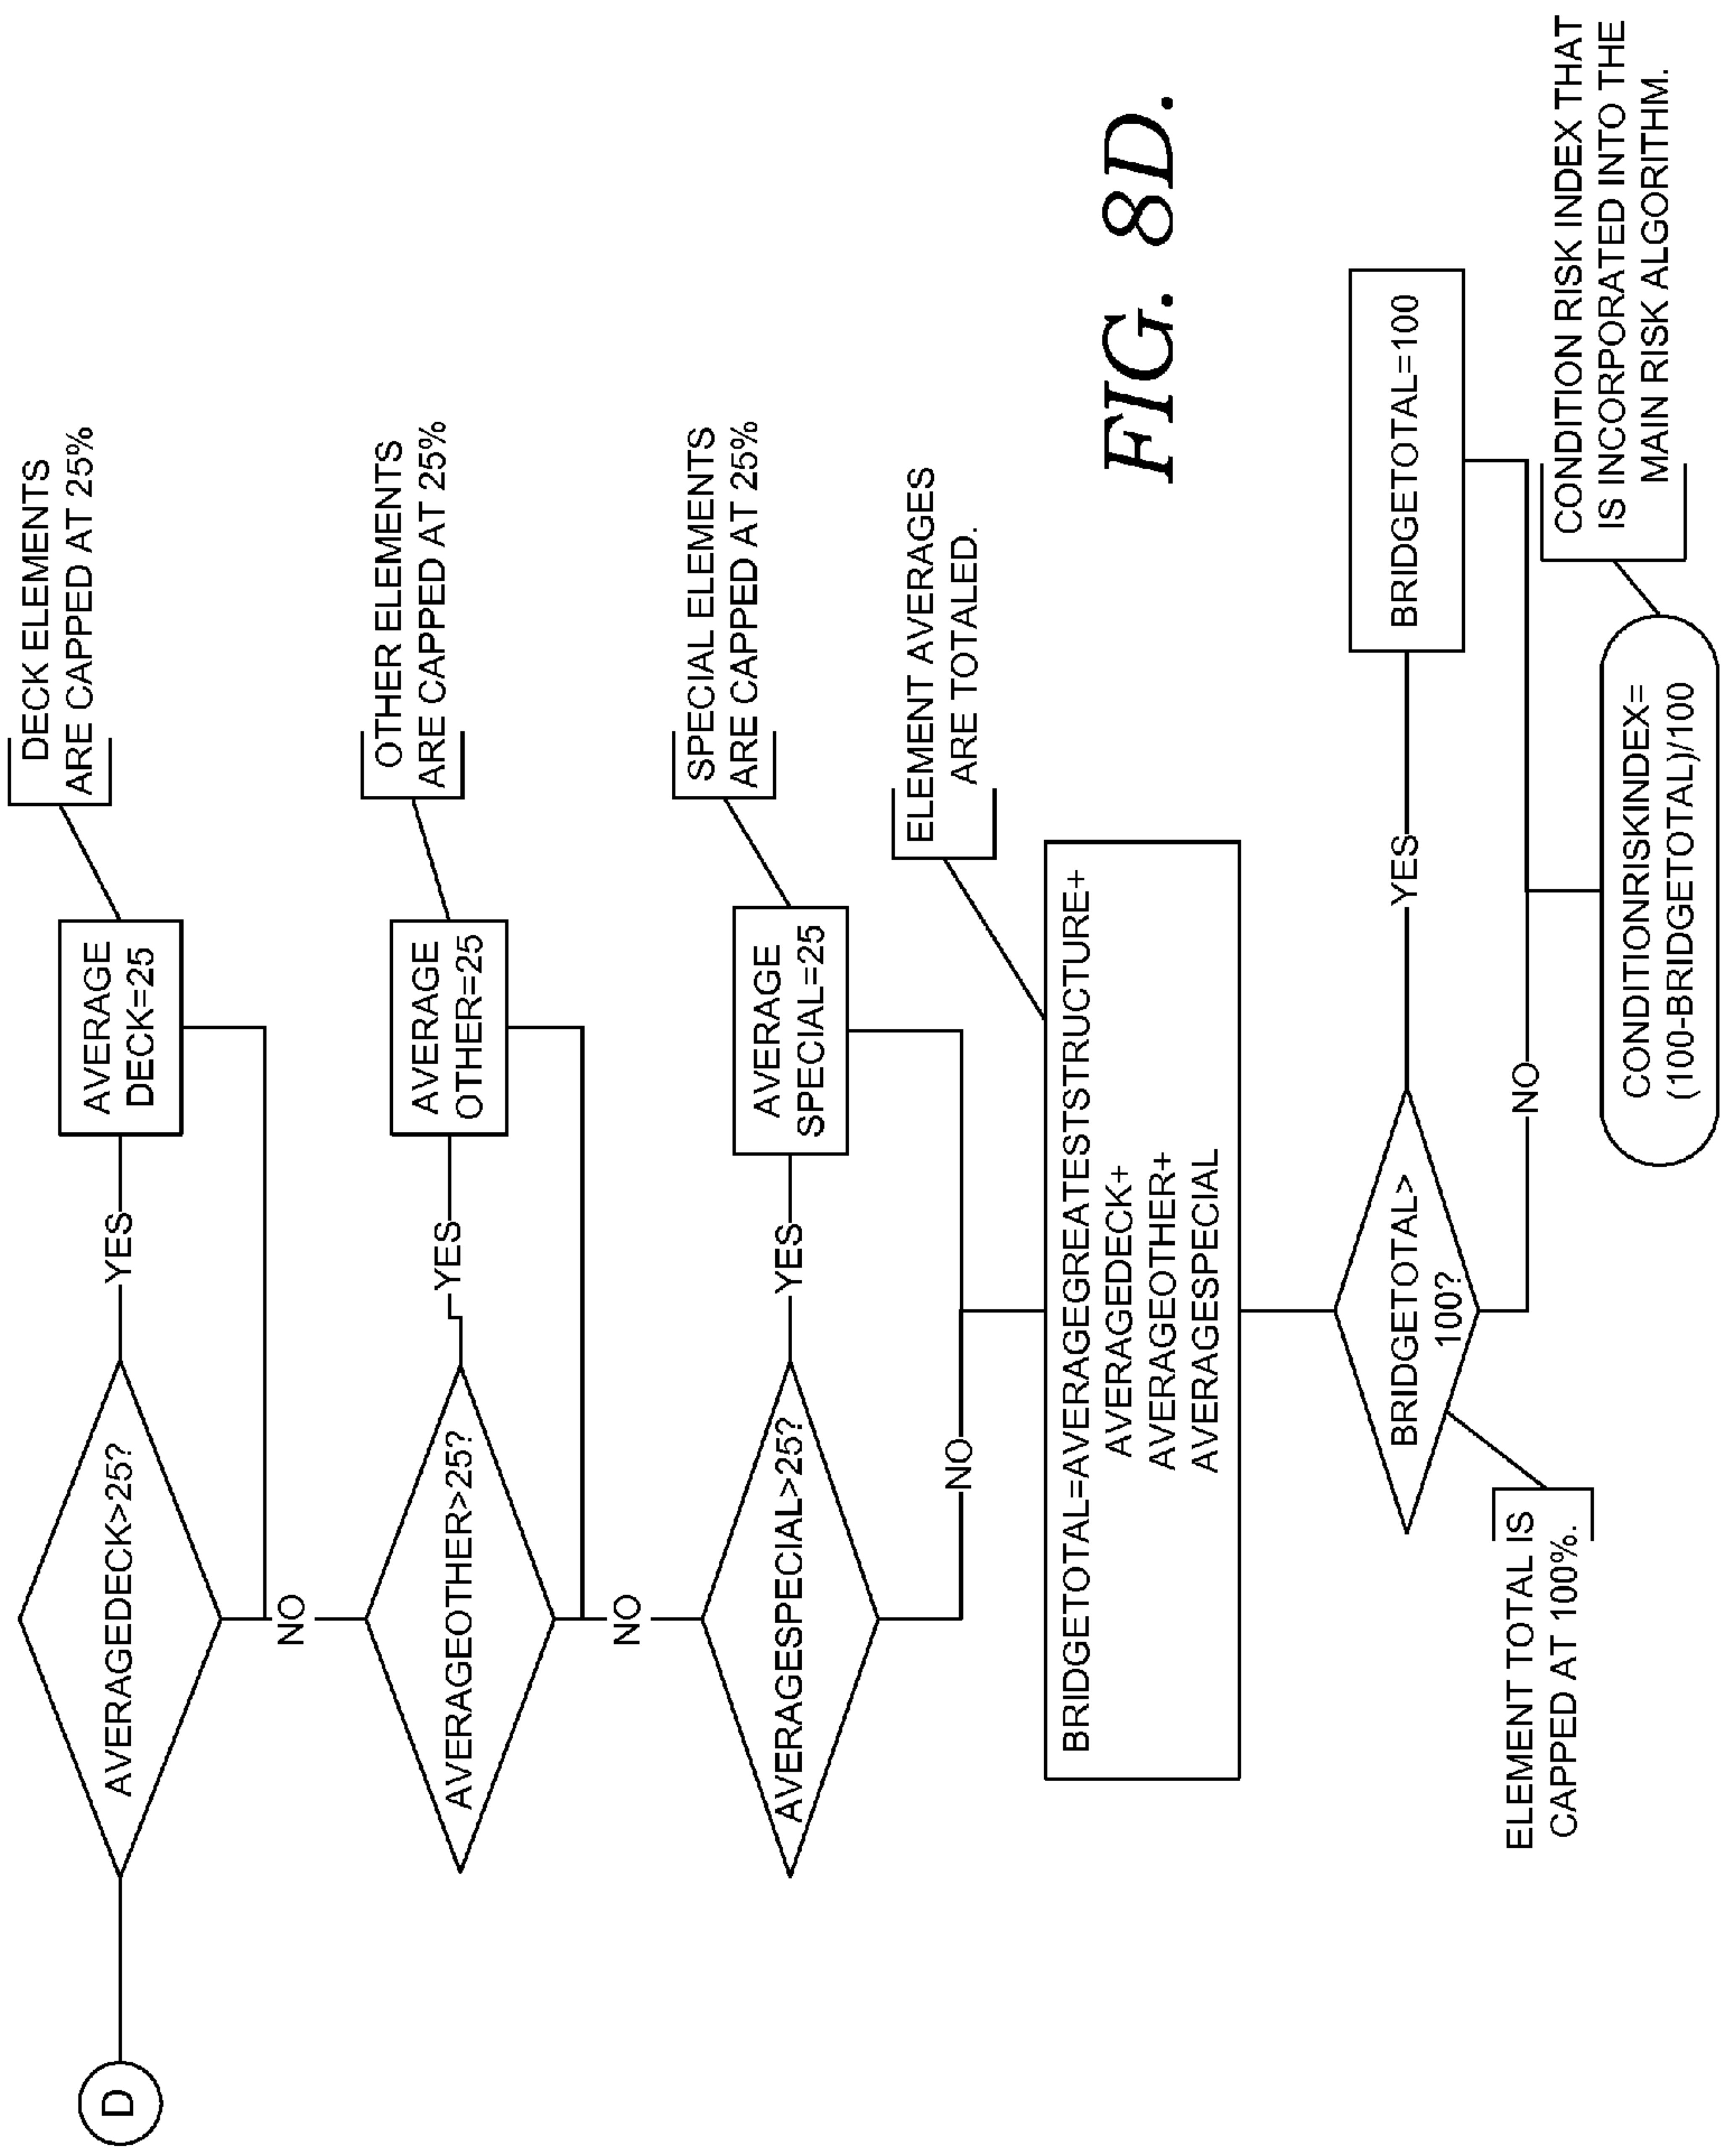 D
AVERAGEDECK>25?
YES
AVERAGE
DECK=25
DECK ELEMENTS
ARE CAPPED AT 25%
NO
AVERAGEOTHER>25?
YES
AVERAGE
OTHER=25
OTHER ELEMENTS
ARE CAPPED AT 25%
NO
AVERAGESPECIAL>25?
YES
AVERAGE
SPECIAL=25
SPECIAL ELEMENTS
ARE CAPPED AT 25%
NO
ELEMENT AVERAGES
ARE TOTALED.
BRIDGETOTAL=AVERAGEGREATESTSTRUCTURE+
AVERAGEDECK+
AVERAGEOTHER+
AVERAGESPECIAL
FIG. 8D.
BRIDGETOTAL>
100?
YES
BRIDGETOTAL=100
ELEMENT TOTAL IS
CAPPED AT 100%.
NO
CONDITION RISK INDEX THAT
IS INCORPORATED INTO THE
MAIN RISK ALGORITHM.
CONDITIONRISKINDEX=
(100-BRIDGETOTAL)/100